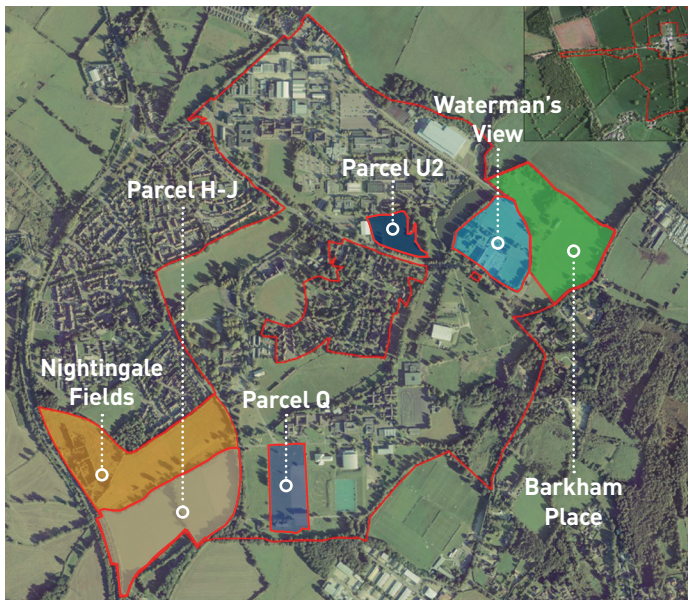 Waterman's
View
Parcel U2
Parcel H-J
Nightingale
Fields
Parcel Q
Barkham
Place